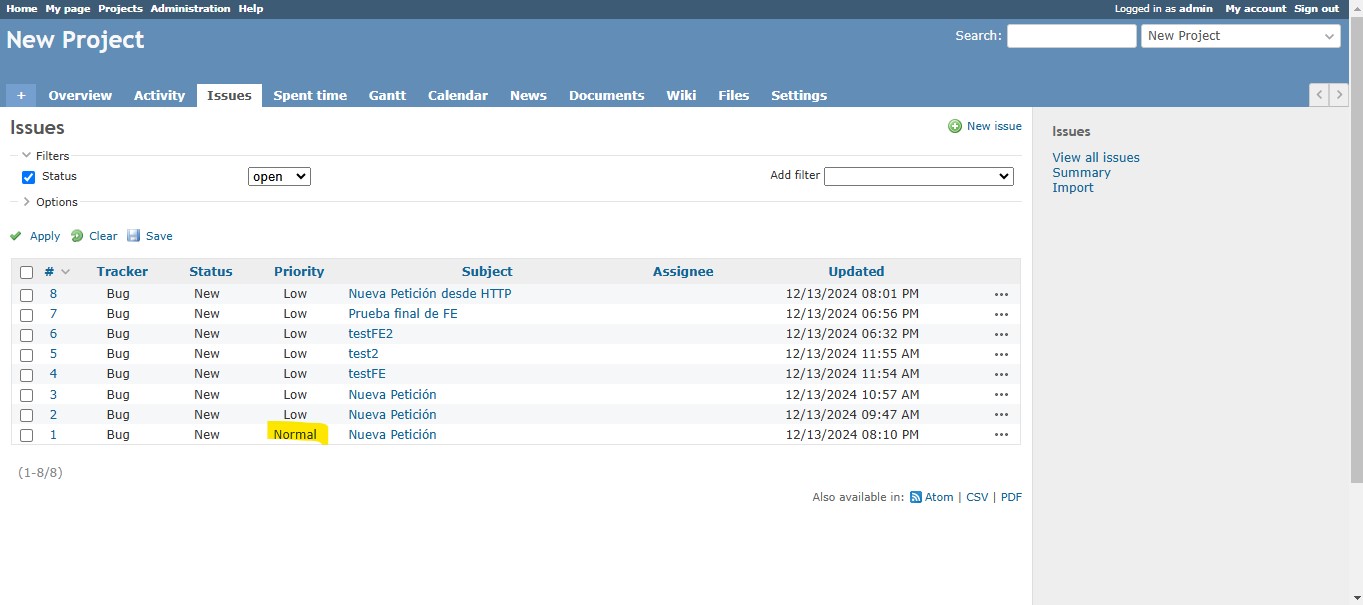 Home My page Projects Administration Help Logged in as admin My account Sign out
New Project Search: New Project
+ Overview Activity Issues Spent time Gantt Calendar News Documents Wiki Files Settings
Issues New issue
Filters
Status open Add filter
Options
Apply Clear Save
# Tracker Status Priority Subject Assignee Updated
8 Bug New Low Nueva Petición desde HTTP 12/13/2024 08:01 PM
7 Bug New Low Prueba final de FE 12/13/2024 06:56 PM
6 Bug New Low testFE2 12/13/2024 06:32 PM
5 Bug New Low test2 12/13/2024 11:55 AM
4 Bug New Low testFE 12/13/2024 11:54 AM
3 Bug New Low Nueva Petición 12/13/2024 10:57 AM
2 Bug New Low Nueva Petición 12/13/2024 09:47 AM
1 Bug New Normal Nueva Petición 12/13/2024 08:10 PM
(1-8/8)
Also available in: Atom | CSV | PDF
Issues
View all issues
Summary
Import